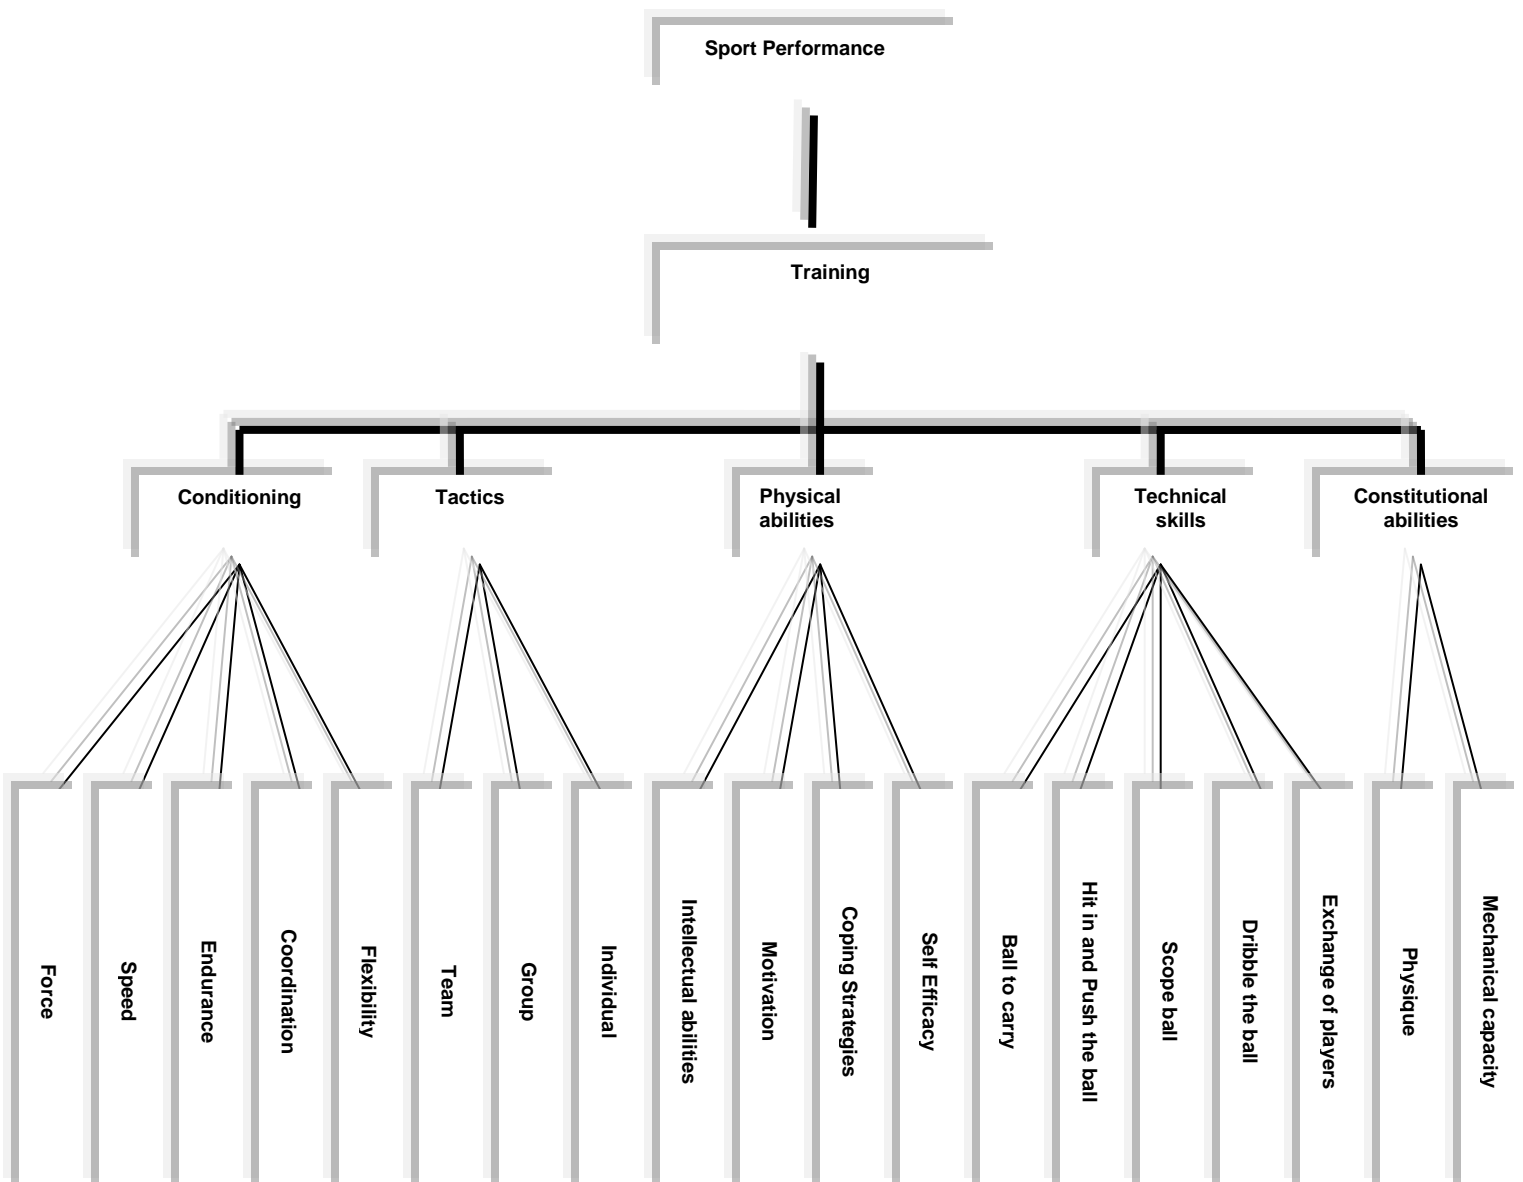 Sport Performance
Training
Conditioning
Tactics
Physical
abilities
Technical
skills
Constitutional
abilities
Force
Speed
Endurance
Coordination
Flexibility
Team
Group
Individual
Intellectual abilities
Motivation
Coping Strategies
Self Efficacy
Ball to carry
Hit in and Push the ball
Scope ball
Dribble the ball
Exchange of players
Physique
Mechanical capacity